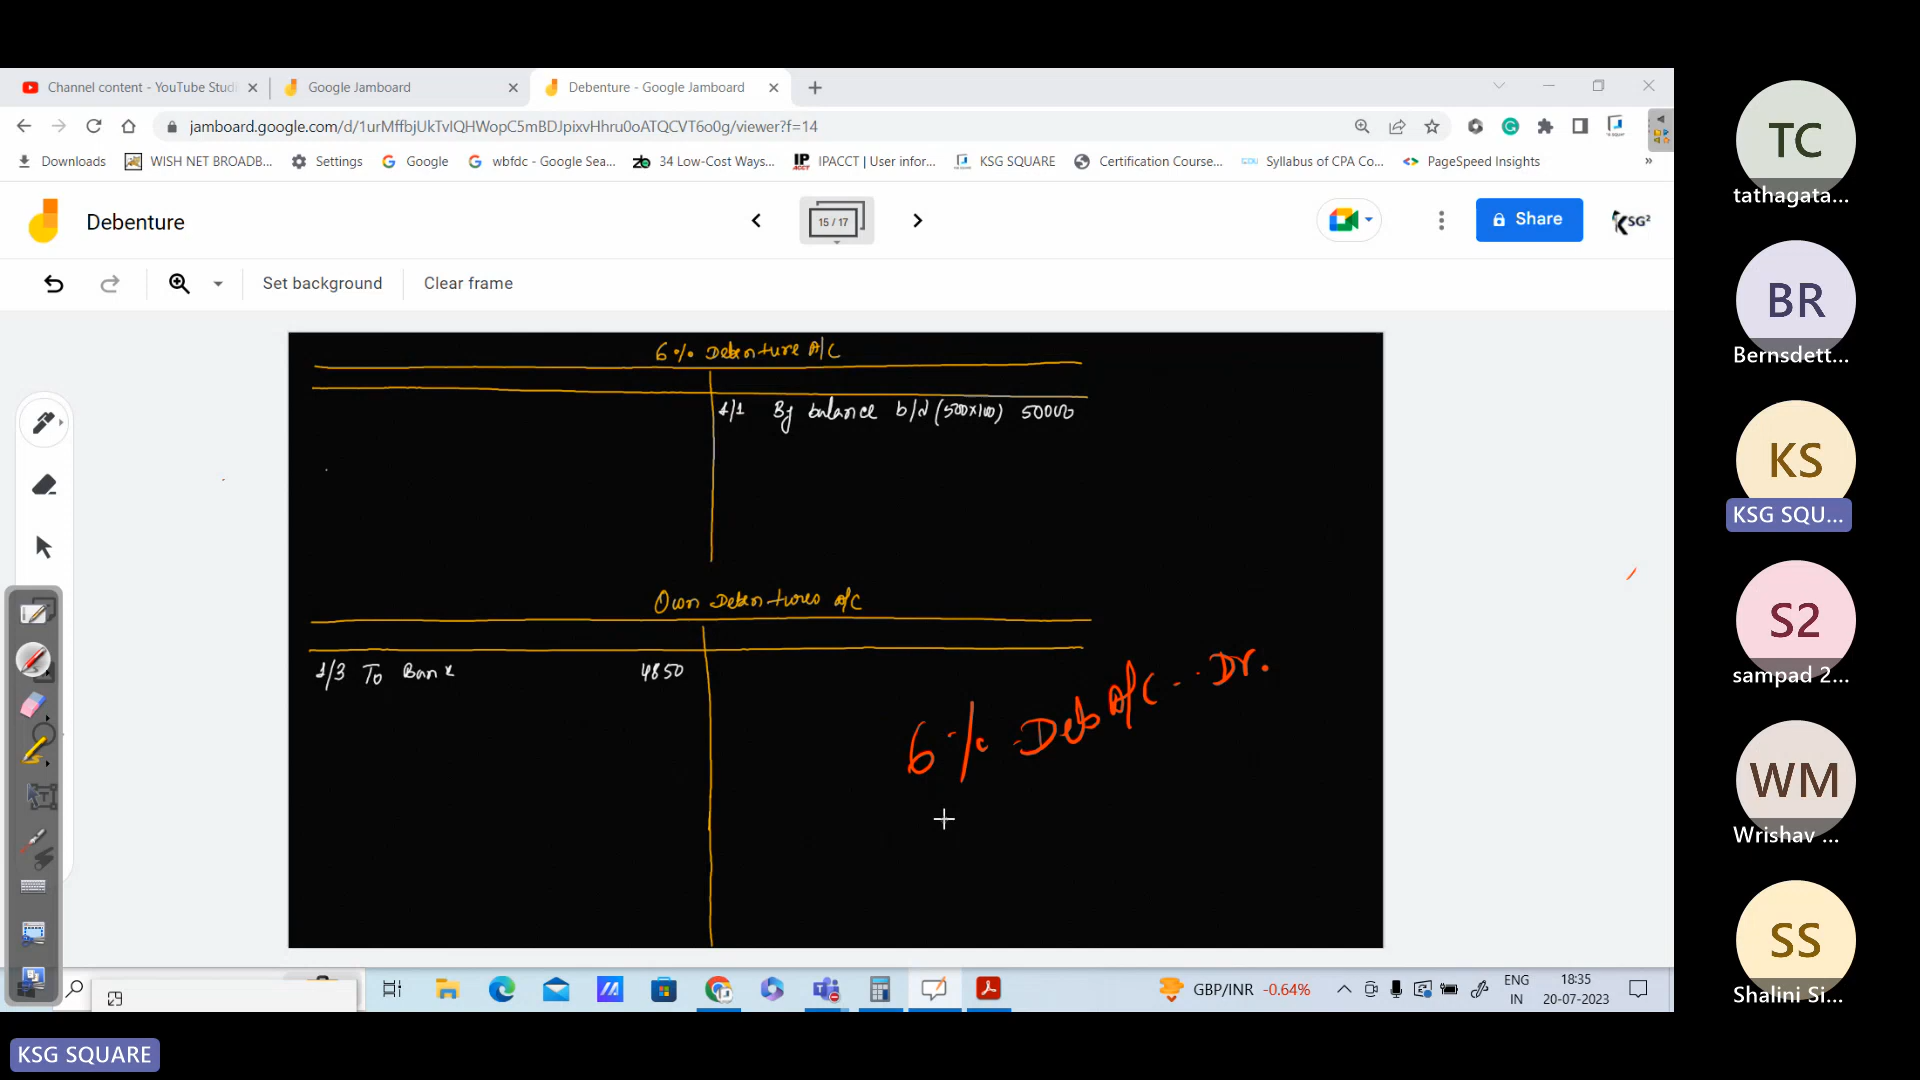 Channel content - YouTube Studi
Google Jamboard
Debenture - Google Jamboard
jamboard.google.com/d/1urMffbjUkTvIQHWopC5mBDJpixvHhru0oATQCVT6o0g/viewer?f=14
Downloads
WISH NET BROADB...
Settings
Google
wbfdc - Google Sea...
34 Low-Cost Ways...
IPACCT | User infor...
KSG SQUARE
Certification Course...
Syllabus of CPA Co...
PageSpeed Insights
»
Debenture
15 / 17
Share
KSG²
Set background
Clear frame
6% Debenture A/C
1/1 By balance b/d (500x100) 50000
Own Debentures A/C
1/3 To Bank 4850
6% Deb A/C... Dr.
GBP/INR -0.64%
ENG
IN
18:35
20-07-2023
TC
tathagata...
BR
Bernsdett...
KS
KSG SQU...
S2
sampad 2...
WM
Wrishav ...
SS
Shalini Si...
KSG SQUARE